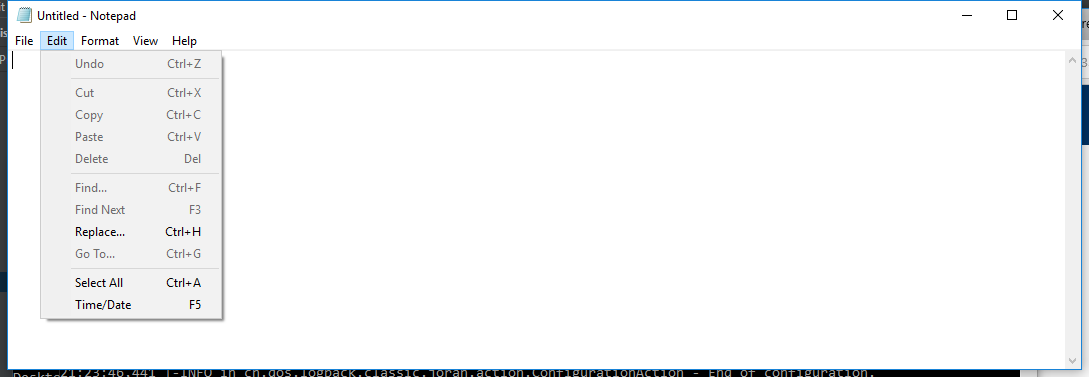 Untitled - Notepad
File Edit Format View Help
Undo Ctrl+Z
Cut Ctrl+X
Copy Ctrl+C
Paste Ctrl+V
Delete Del
Find... Ctrl+F
Find Next F3
Replace... Ctrl+H
Go To... Ctrl+G
Select All Ctrl+A
Time/Date F5
21:23:46.441 |-INFO in ch.qos.logback.classic.joran.action.ConfigurationAction - End of configuration.